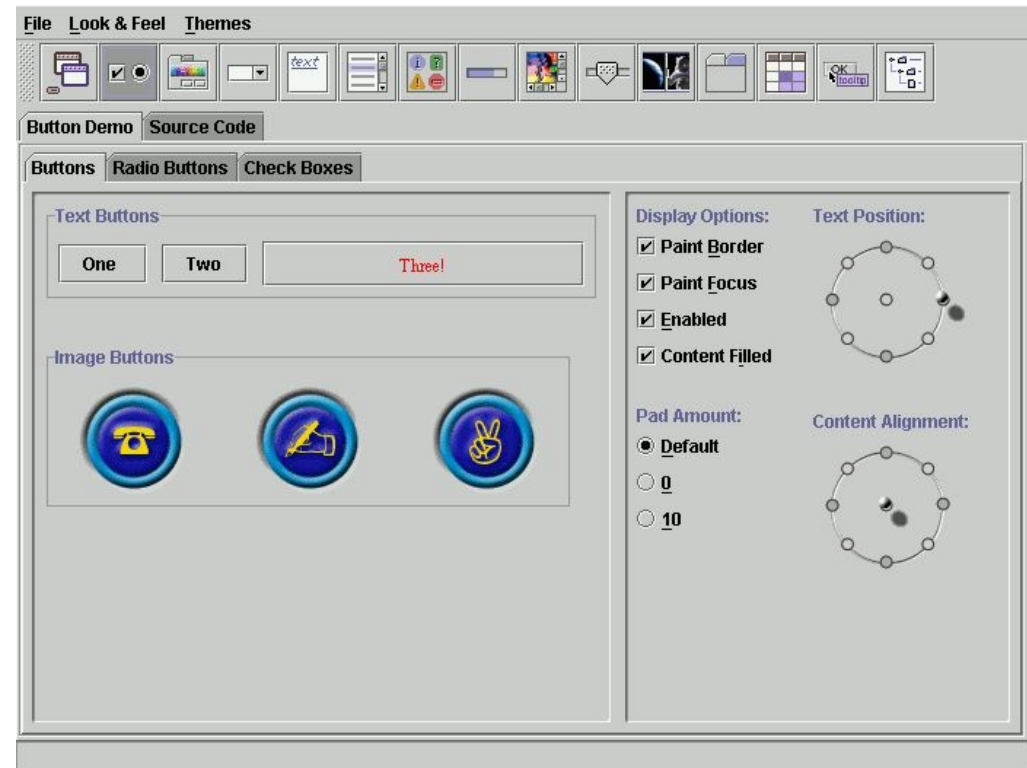 File Look & Feel Themes
text
OK
tooltip
Button Demo Source Code
Buttons Radio Buttons Check Boxes
Text Buttons
One Two Three!
Image Buttons
Display Options:
Paint Border
Paint Focus
Enabled
Content Filled
Text Position:
Pad Amount:
Default
0
10
Content Alignment: